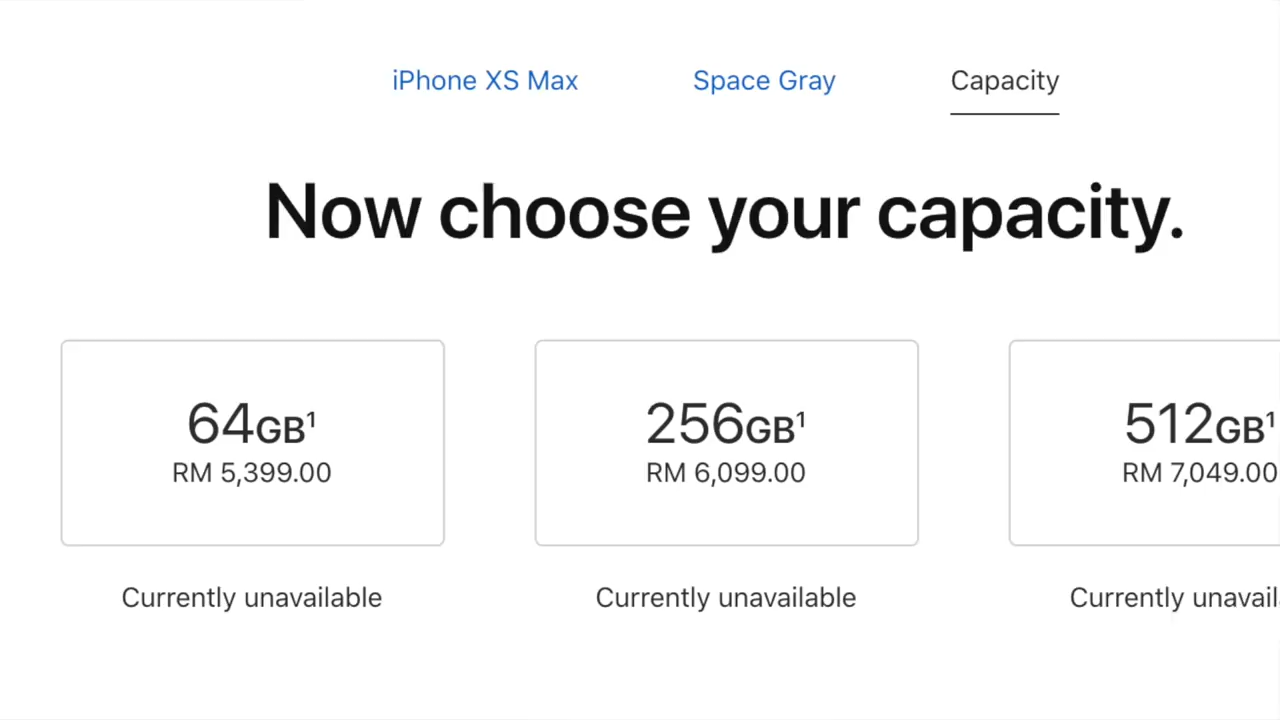 iPhone XS Max Space Gray Capacity
Now choose your capacity.
64GB¹ 256GB¹ 512GB¹
RM 5,399.00 RM 6,099.00 RM 7,049.00
Currently unavailable Currently unavailable Currently